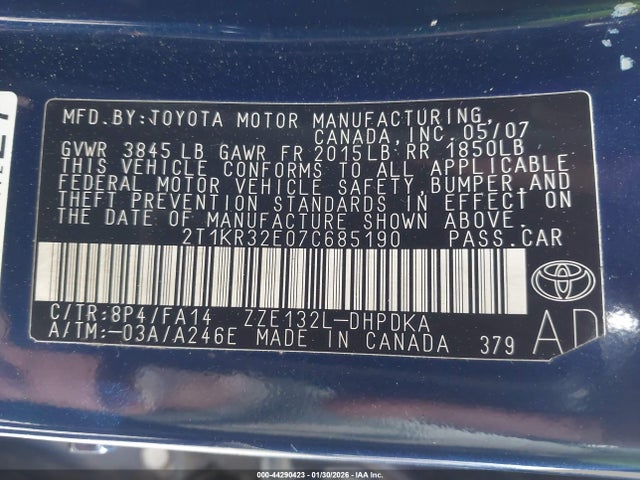 MFD. BY: TOYOTA MOTOR MANUFACTURING,
CANADA, INC. 05/07
GVWR 3845 LB GAWR FR 2015LB, RR 1850LB
THIS VEHICLE CONFORMS TO ALL APPLICABLE
FEDERAL MOTOR VEHICLE SAFETY, BUMPER, AND
THEFT PREVENTION STANDARDS IN EFFECT ON
THE DATE OF MANUFACTURE SHOWN ABOVE.
2T1KR32E07C685190 PASS. CAR
TOYOTA
C/TR: 8P4/FA14 ZZE132L-DHPDKA
A/TM: -03A/A246E MADE IN CANADA 379 AD
000-44290423 - 01/30/2026 - IAA Inc.